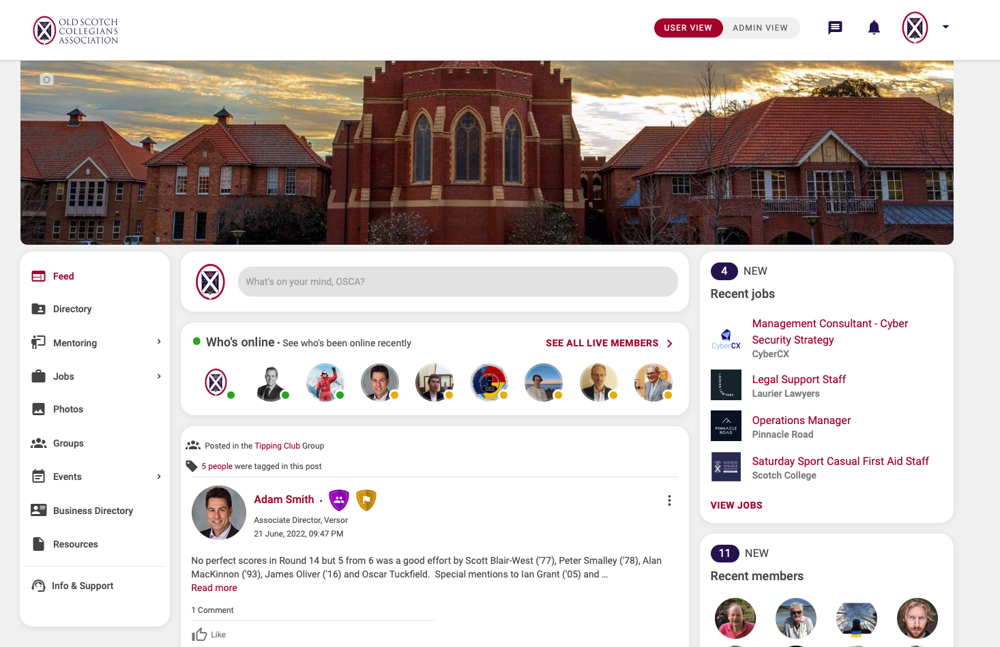 OLD SCOTCH
COLLEGIANS
ASSOCIATION
USER VIEW
ADMIN VIEW
Feed
Directory
Mentoring
Jobs
Photos
Groups
Events
Business Directory
Resources
Info & Support
What's on your mind, OSCA?
Who's online • See who's been online recently
SEE ALL LIVE MEMBERS
Posted in the Tipping Club Group
5 people were tagged in this post
Adam Smith •
Associate Director, Versor
21 June, 2022, 09:47 PM
No perfect scores in Round 14 but 5 from 6 was a good effort by Scott Blair-West ('77), Peter Smalley ('78), Alan
MacKinnon ('93), James Oliver ('16) and Oscar Tuckfield.  Special mentions to Ian Grant ('05) and ...
Read more
1 Comment
Like
4 NEW
Recent jobs
CyberCX
Management Consultant - Cyber
Security Strategy
CyberCX
LAURIER LAWYERS
Legal Support Staff
Laurier Lawyers
PINNACLE
ROAD
Operations Manager
Pinnacle Road
SCOTCH
COLLEGE
Saturday Sport Casual First Aid Staff
Scotch College
VIEW JOBS
11 NEW
Recent members